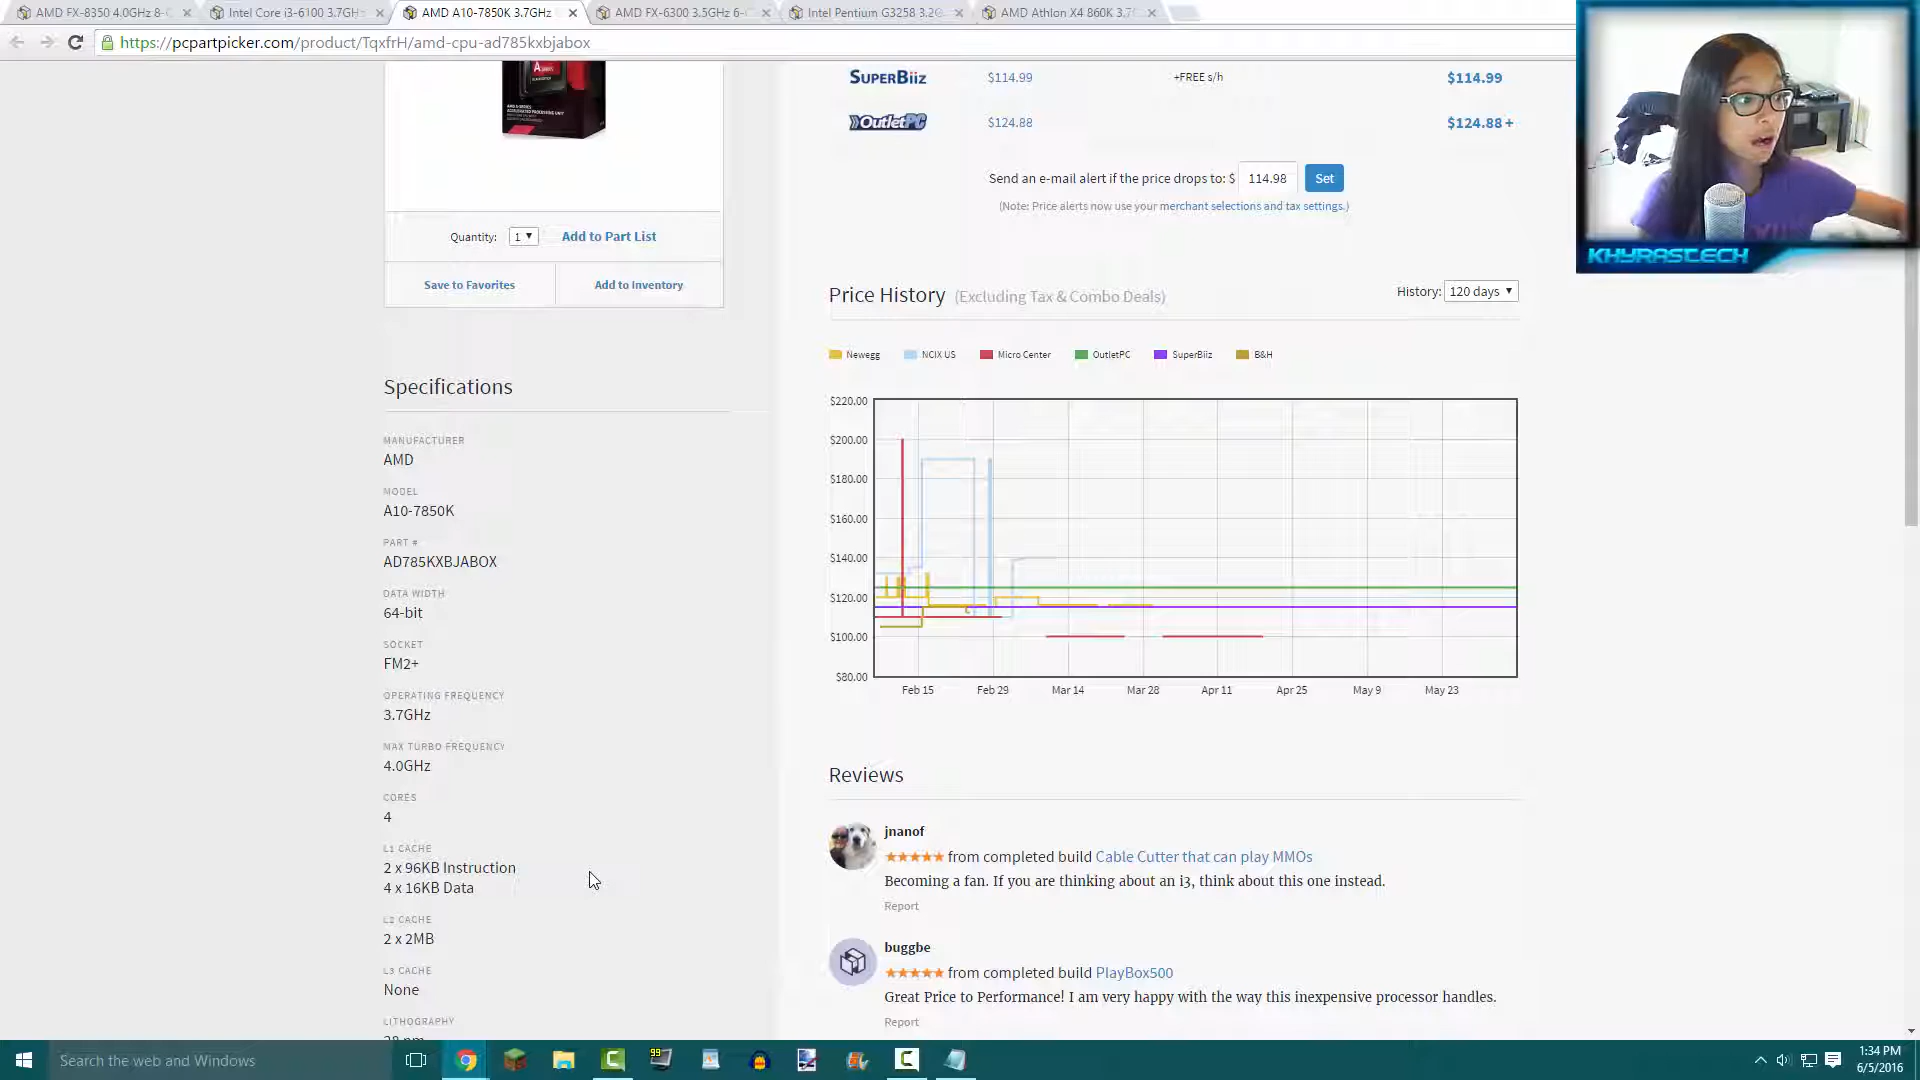 AMD FX-8350 4.0GHz 8-
Intel Core i3-6100 3.7GH
AMD A10-7850K 3.7GHz
AMD FX-6300 3.5GHz 6-
Intel Pentium G3258 3.2
AMD Athlon X4 860K 3.7
https://pcpartpicker.com/product/TqxfrH/amd-cpu-ad785kxbjabox
SUPERBIIZ $114.99 +FREE s/h $114.99
OutletPC $124.88 $124.88 +
Send an e-mail alert if the price drops to: $ 114.98 Set
(Note: Price alerts now use your merchant selections and tax settings.)
KHYRASTECH
Quantity: 1 Add to Part List
Save to Favorites Add to Inventory
Price History (Excluding Tax & Combo Deals) History: 120 days
Newegg NCIX US Micro Center OutletPC SuperBiiz B&H
$220.00
$200.00
$180.00
$160.00
$140.00
$120.00
$100.00
$80.00
Feb 15 Feb 29 Mar 14 Mar 28 Apr 11 Apr 25 May 9 May 23
Specifications
MANUFACTURER
AMD
MODEL
A10-7850K
PART #
AD785KXBJABOX
DATA WIDTH
64-bit
SOCKET
FM2+
OPERATING FREQUENCY
3.7GHz
MAX TURBO FREQUENCY
4.0GHz
CORES
4
L1 CACHE
2 x 96KB Instruction
4 x 16KB Data
L2 CACHE
2 x 2MB
L3 CACHE
None
LITHOGRAPHY
Reviews
jnanof
from completed build Cable Cutter that can play MMOs
Becoming a fan. If you are thinking about an i3, think about this one instead.
Report
buggbe
from completed build PlayBox500
Great Price to Performance! I am very happy with the way this inexpensive processor handles.
Report
Search the web and Windows
99
1:34 PM
6/5/2016